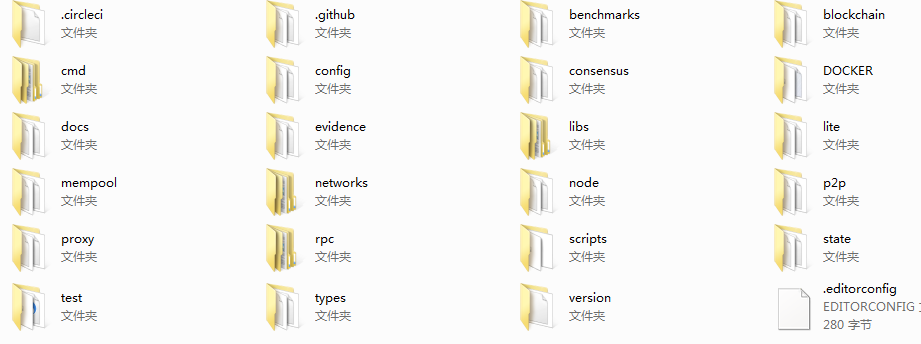 .circleci
文件夹
.github
文件夹
benchmarks
文件夹
blockchain
文件夹
cmd
文件夹
config
文件夹
consensus
文件夹
DOCKER
文件夹
docs
文件夹
evidence
文件夹
libs
文件夹
lite
文件夹
mempool
文件夹
networks
文件夹
node
文件夹
p2p
文件夹
proxy
文件夹
rpc
文件夹
scripts
文件夹
state
文件夹
test
文件夹
types
文件夹
version
文件夹
.editorconfig
EDITORCONFIG
280 字节